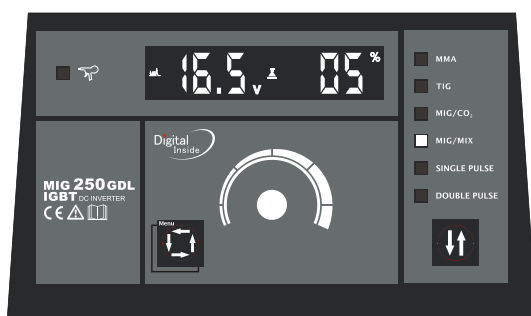 16.5 V 05 %
MMA
TIG
MIG/CO₂
MIG/MIX
SINGLE PULSE
DOUBLE PULSE
Digital
Inside
MIG 250 GDL
IGBT DC INVERTER
CE
Menu